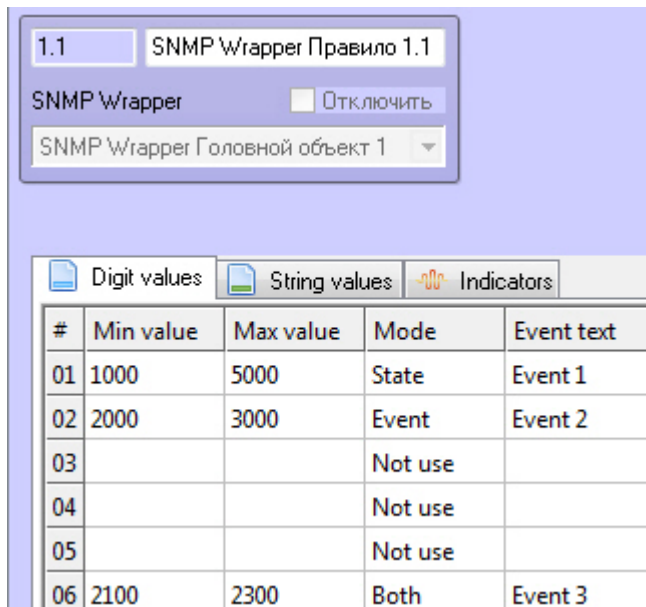 1.1 SNMP Wrapper Правило 1.1
SNMP Wrapper Отключить
SNMP Wrapper Головной объект 1
Digit values String values Indicators
# Min value Max value Mode Event text
01 1000 5000 State Event 1
02 2000 3000 Event Event 2
03 Not use
04 Not use
05 Not use
06 2100 2300 Both Event 3